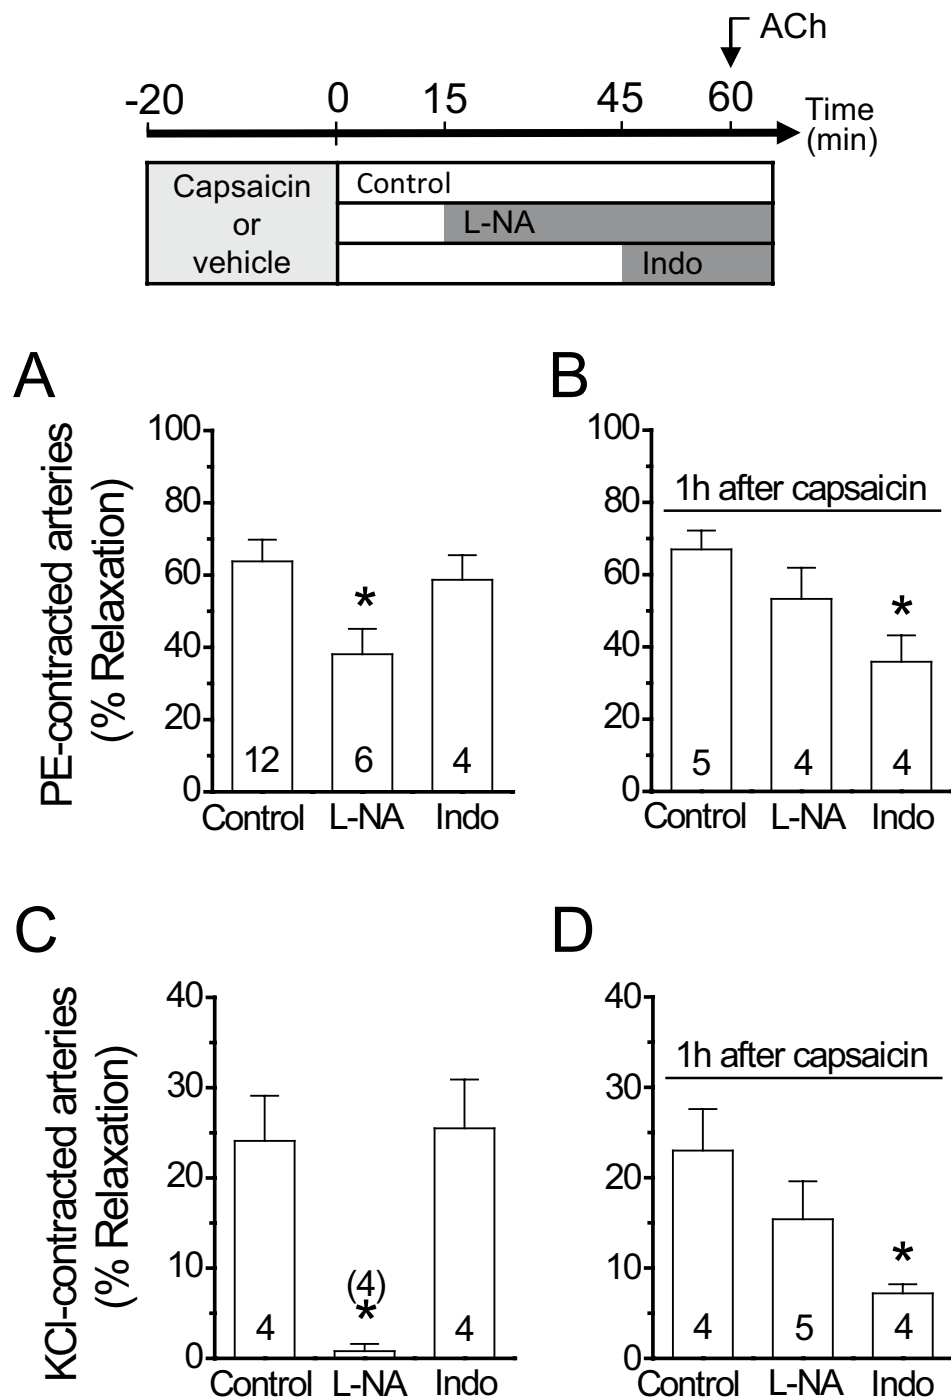 ACh
-20 0 15 45 60 Time
(min)
Capsaicin
or
vehicle
Control
L-NA
Indo
A
PE-contracted arteries
(% Relaxation)
100
80
60
40
20
0
*
12 6 4
Control L-NA Indo
B
100
80
60
40
20
0
1h after capsaicin
*
5 4 4
Control L-NA Indo
C
KCl-contracted arteries
(% Relaxation)
40
30
20
10
0
(4)
*
4 4
Control L-NA Indo
D
40
30
20
10
0
1h after capsaicin
*
4 5 4
Control L-NA Indo